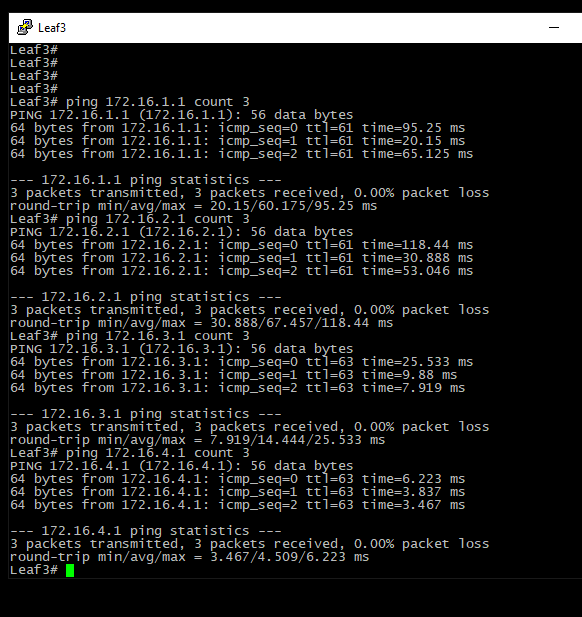 Leaf3
Leaf3#
Leaf3#
Leaf3#
Leaf3#
Leaf3# ping 172.16.1.1 count 3
PING 172.16.1.1 (172.16.1.1): 56 data bytes
64 bytes from 172.16.1.1: icmp_seq=0 ttl=61 time=95.25 ms
64 bytes from 172.16.1.1: icmp_seq=1 ttl=61 time=20.15 ms
64 bytes from 172.16.1.1: icmp_seq=2 ttl=61 time=65.125 ms

--- 172.16.1.1 ping statistics ---
3 packets transmitted, 3 packets received, 0.00% packet loss
round-trip min/avg/max = 20.15/60.175/95.25 ms
Leaf3# ping 172.16.2.1 count 3
PING 172.16.2.1 (172.16.2.1): 56 data bytes
64 bytes from 172.16.2.1: icmp_seq=0 ttl=61 time=118.44 ms
64 bytes from 172.16.2.1: icmp_seq=1 ttl=61 time=30.888 ms
64 bytes from 172.16.2.1: icmp_seq=2 ttl=61 time=53.046 ms

--- 172.16.2.1 ping statistics ---
3 packets transmitted, 3 packets received, 0.00% packet loss
round-trip min/avg/max = 30.888/67.457/118.44 ms
Leaf3# ping 172.16.3.1 count 3
PING 172.16.3.1 (172.16.3.1): 56 data bytes
64 bytes from 172.16.3.1: icmp_seq=0 ttl=63 time=25.533 ms
64 bytes from 172.16.3.1: icmp_seq=1 ttl=63 time=9.88 ms
64 bytes from 172.16.3.1: icmp_seq=2 ttl=63 time=7.919 ms

--- 172.16.3.1 ping statistics ---
3 packets transmitted, 3 packets received, 0.00% packet loss
round-trip min/avg/max = 7.919/14.444/25.533 ms
Leaf3# ping 172.16.4.1 count 3
PING 172.16.4.1 (172.16.4.1): 56 data bytes
64 bytes from 172.16.4.1: icmp_seq=0 ttl=63 time=6.223 ms
64 bytes from 172.16.4.1: icmp_seq=1 ttl=63 time=3.837 ms
64 bytes from 172.16.4.1: icmp_seq=2 ttl=63 time=3.467 ms

--- 172.16.4.1 ping statistics ---
3 packets transmitted, 3 packets received, 0.00% packet loss
round-trip min/avg/max = 3.467/4.509/6.223 ms
Leaf3#